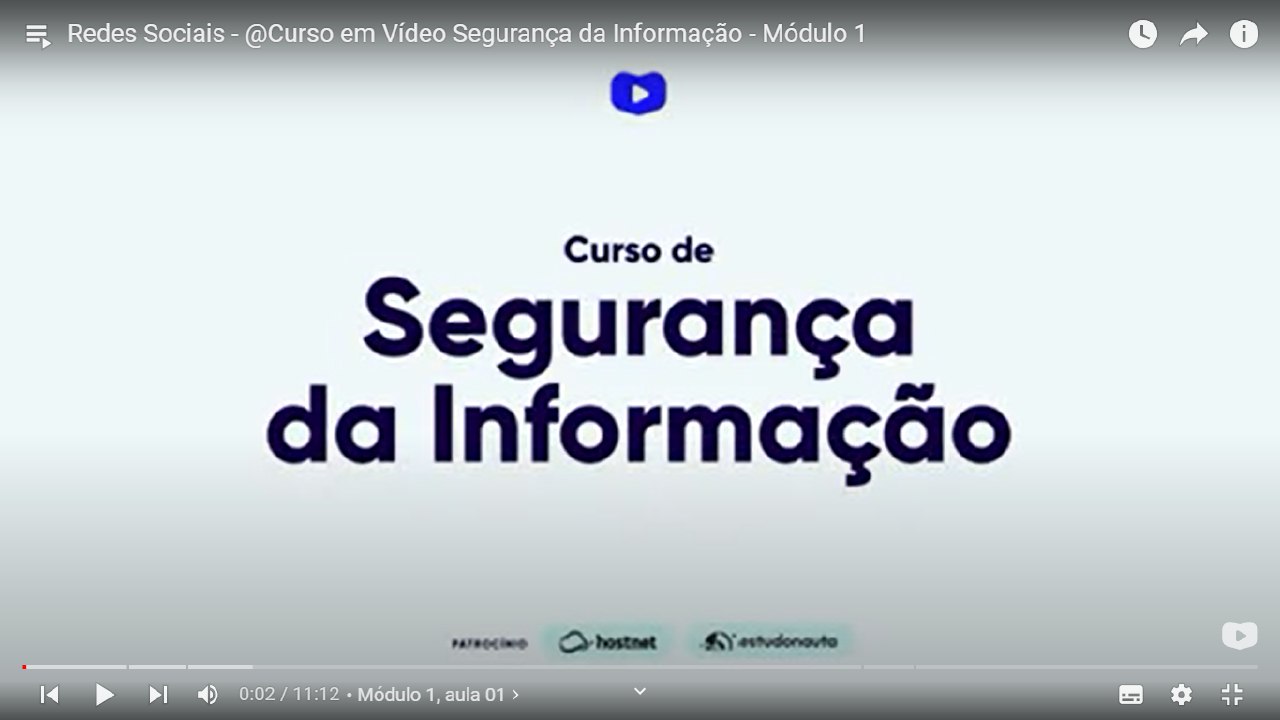 Redes Sociais - @Curso em Vídeo Segurança da Informação - Módulo 1
Curso de
Segurança
da Informação
PATROCÍNIO hostnet estudonauta
0:02 / 11:12 • Módulo 1, aula 01